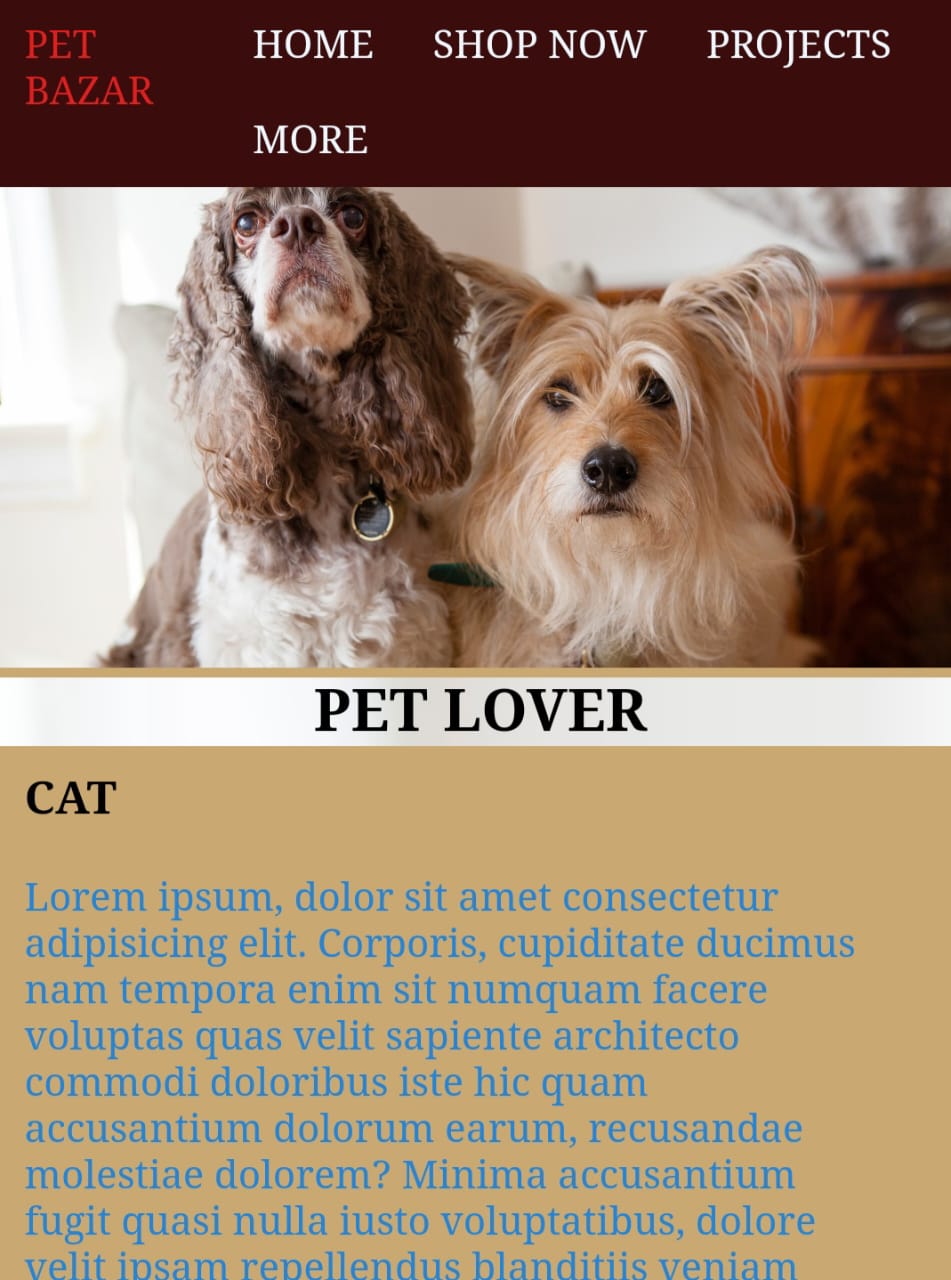 PET
BAZAR
HOME SHOP NOW PROJECTS
MORE
PET LOVER
CAT
Lorem ipsum, dolor sit amet consectetur
adipisicing elit. Corporis, cupiditate ducimus
nam tempora enim sit numquam facere
voluptas quas velit sapiente architecto
commodi doloribus iste hic quam
accusantium dolorum earum, recusandae
molestiae dolorem? Minima accusantium
fugit quasi nulla iusto voluptatibus, dolore
velit ipsam repellendus blanditiis veniam